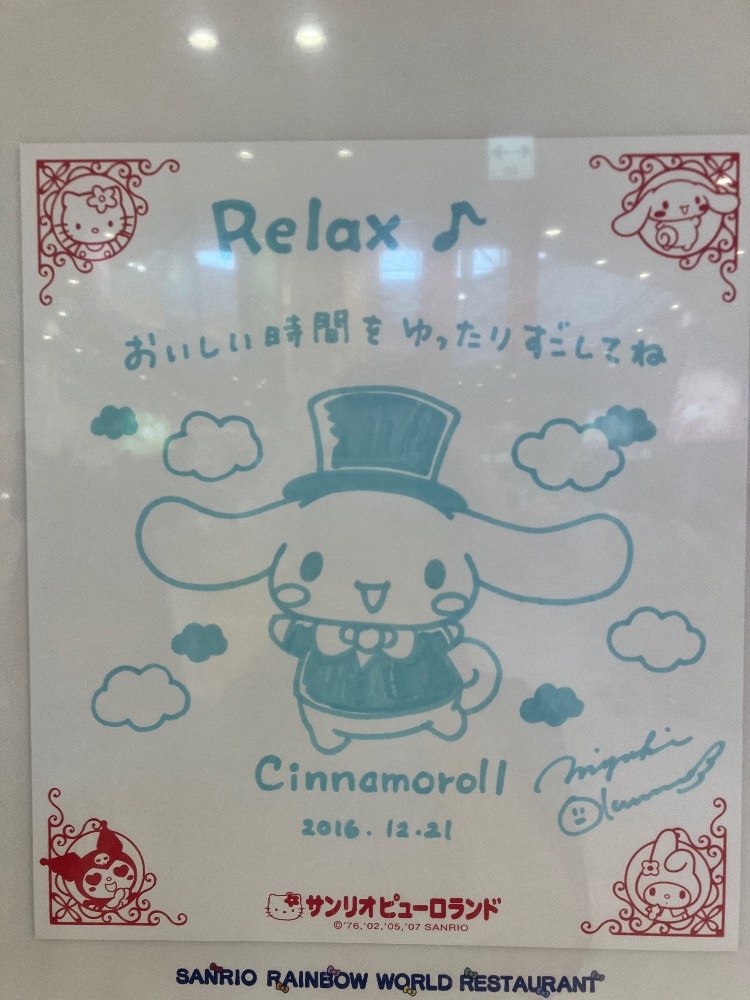 Relax ♪
おいしい時間をゆったりすごしてね
Cinnamoroll
2016.12.21
サンリオピューロランド
©'76,'02,'05,'07 SANRIO
SANRIO RAINBOW WORLD RESTAURANT